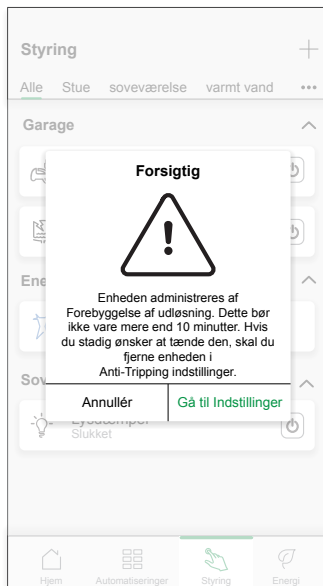 Styring
Alle Stue soveværelse varmt vand
Garage
Forsigtig
Enheden administreres af
Forebyggelse af udløsning. Dette bør
ikke vare mere end 10 minutter. Hvis
du stadig ønsker at tænde den, skal du
fjerne enheden i
Anti-Tripping indstillinger.
Ene
Sov
Annullér Gå til Indstillinger
Lysdæmper
Slukket
Hjem Automatiseringer Styring Energi